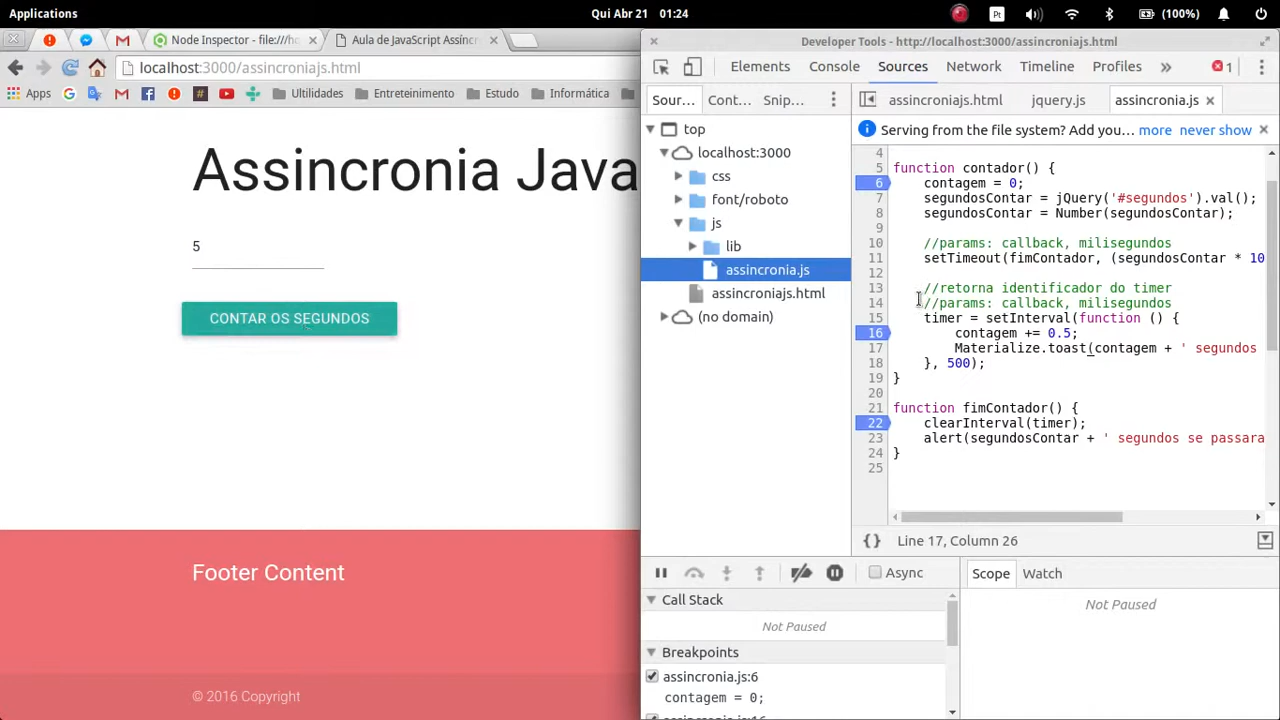 Applications
Qui Abr 21 01:24
Pt
(100%)
Node Inspector - file:///ho
Aula de JavaScript Assínc
Developer Tools - http://localhost:3000/assincroniajs.html
localhost:3000/assincroniajs.html
Elements Console Sources Network Timeline Profiles » 1
Apps
Ultilidades
Entreteinimento
Estudo
Informática
Sour... Cont... Snip...
assincroniajs.html jquery.js assincronia.js
Serving from the file system? Add you... more never show
top
localhost:3000
css
font/roboto
js
lib
assincronia.js
assincroniajs.html
(no domain)
Assincronia Java
5
CONTAR OS SEGUNDOS
Footer Content
© 2016 Copyright
4
5 function contador() {
6 contagem = 0;
7 segundosContar = jQuery('#segundos').val();
8 segundosContar = Number(segundosContar);
9
10 //params: callback, milisegundos
11 setTimeout(fimContador, (segundosContar * 10
12
13 //retorna identificador do timer
14 //params: callback, milisegundos
15 timer = setInterval(function () {
16 contagem += 0.5;
17 Materialize.toast(contagem + ' segundos
18 }, 500);
19 }
20
21 function fimContador() {
22 clearInterval(timer);
23 alert(segundosContar + ' segundos se passara
24 }
25
{} Line 17, Column 26
Async
Scope Watch
Call Stack
Not Paused
Not Paused
Breakpoints
assincronia.js:6
contagem = 0;